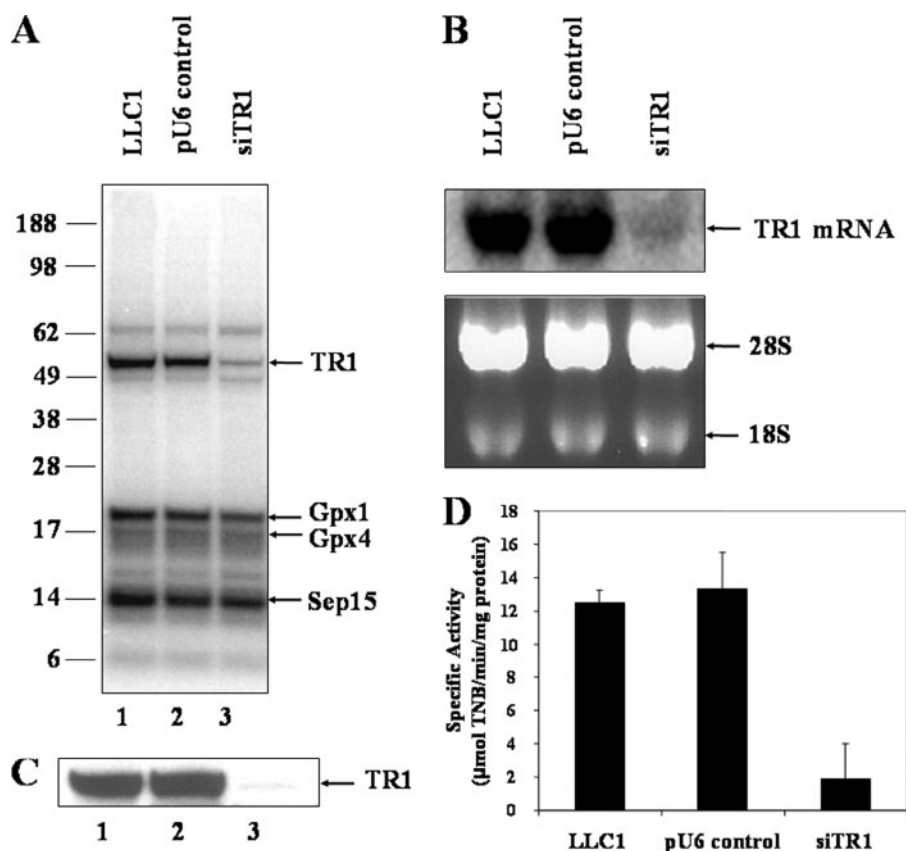 A
LLC1
pU6 control
siTR1
188
98
62
49
38
28
17
14
6
TR1
Gpx1
Gpx4
Sep15
1 2 3
B
LLC1
pU6 control
siTR1
TR1 mRNA
28S
18S
C
TR1
1 2 3
D
Specific Activity
(µmol TNB/min/mg protein)
18
16
14
12
10
8
6
4
2
0
LLC1 pU6 control siTR1